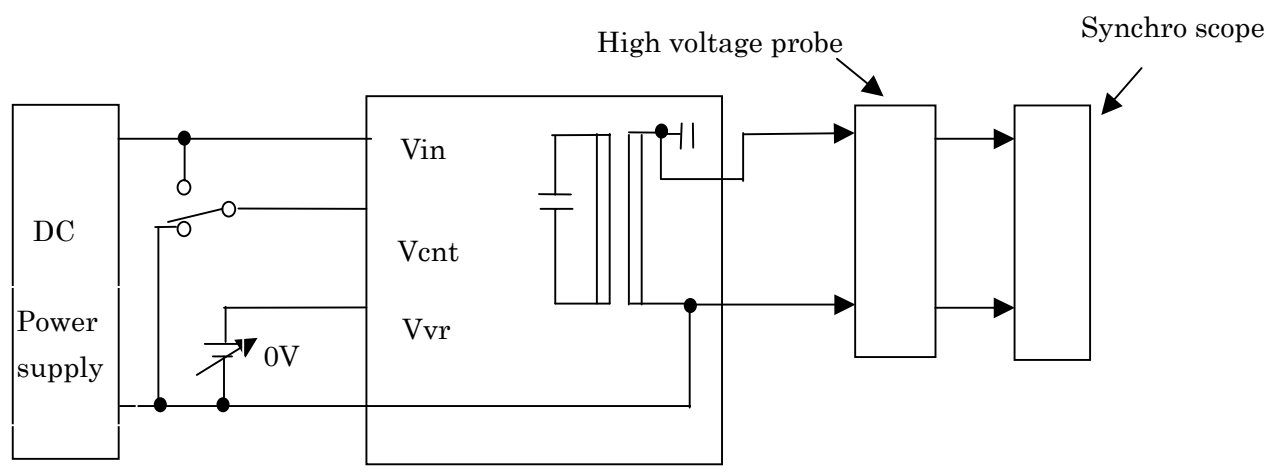 Synchro scope
High voltage probe
Vin
DC
Vcnt
Power
Vvr
supply
0V